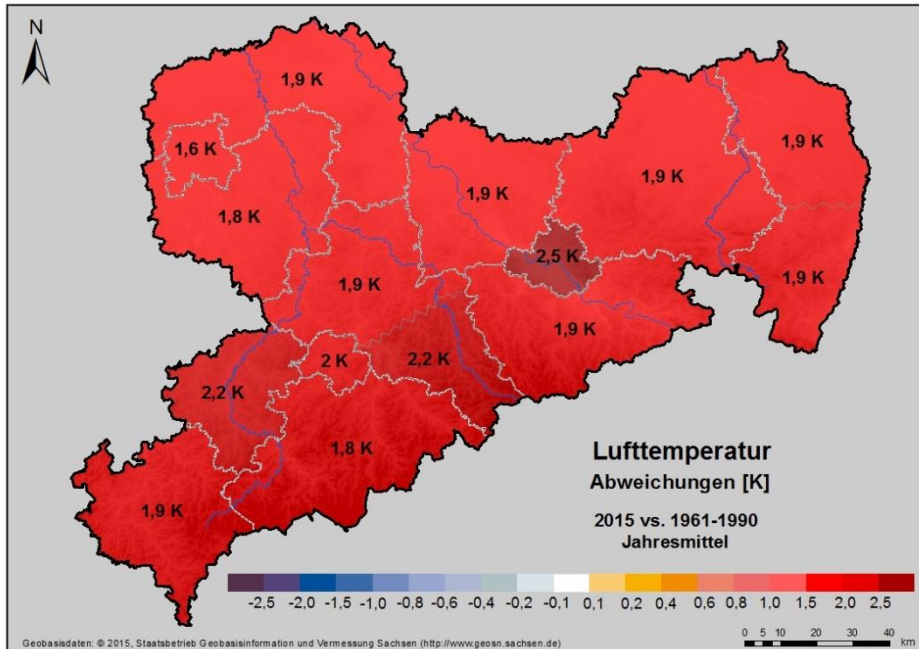 N
1,9 K
1,6 K
1,9 K
1,9 K
1,9 K
1,8 K
2,5 K
1,9 K
1,9 K
1,9 K
2 K
2,2 K
2,2 K
1,8 K
1,9 K
Lufttemperatur
Abweichungen [K]
2015 vs. 1961-1990
Jahresmittel
-2,5 -2,0 -1,5 -1,0 -0,8 -0,6 -0,4 -0,2 -0,1 0,1 0,2 0,4 0,6 0,8 1,0 1,5 2,0 2,5
Geobasisdaten: © 2015, Staatsbetrieb Geobasisinformation und Vermessung Sachsen (http://www.geosn.sachsen.de)
0 5 10 20 30 40 km